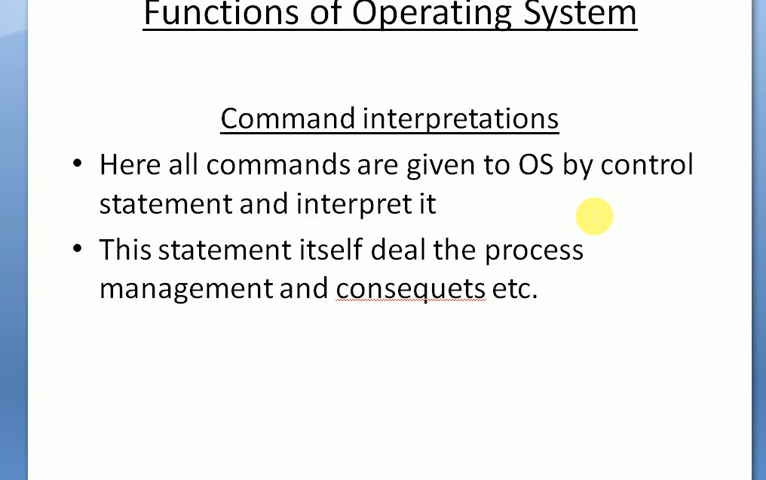 Functions of Operating System
Command interpretations
• Here all commands are given to OS by control
statement and interpret it
• This statement itself deal the process
management and consequets etc.